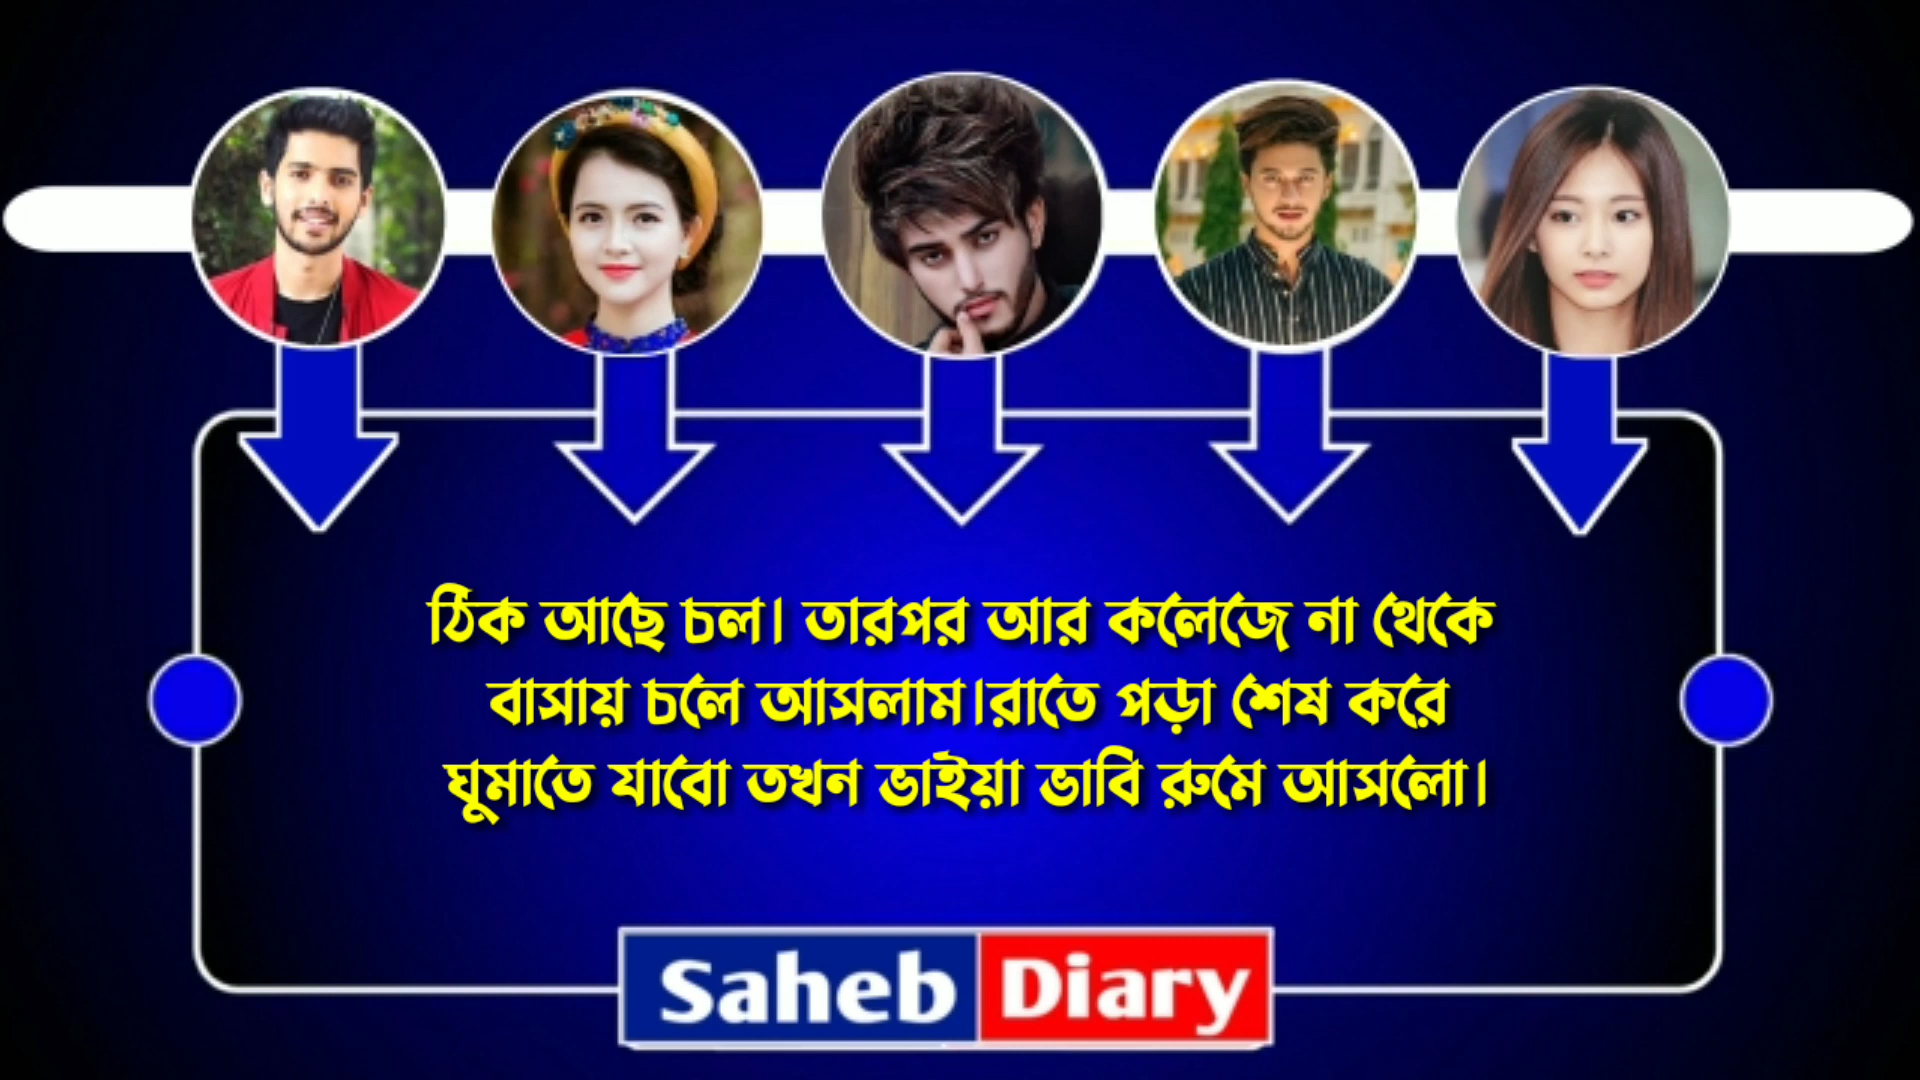 ঠিক আছে চল। তারপর আর কলেজে না থেকে
বাসায় চলে আসলাম।রাতে পড়া শেষ করে
ঘুমাতে যাবো তখন ভাইয়া ভাবি রুমে আসলো।
Saheb Diary